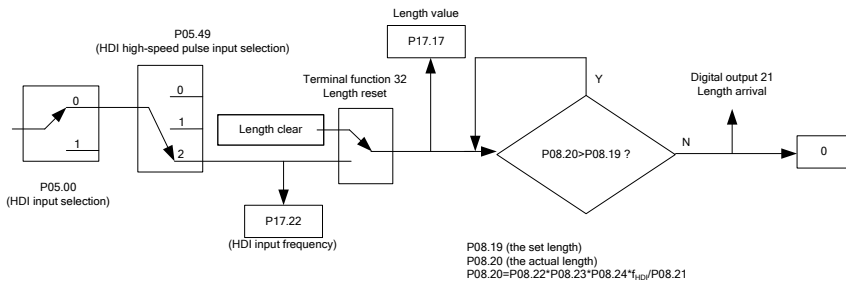 Length value
P17.17
P05.49
(HDI high-speed pulse input selection)
0
1
2
0
1
P05.00
(HDI input selection)
Terminal function 32
Length reset
Length clear
P17.22
(HDI input frequency)
Y
P08.20>P08.19 ?
N
Digital output 21
Length arrival
0
P08.19 (the set length)
P08.20 (the actual length)
P08.20=P08.22*P08.23*P08.24*fHDI/P08.21